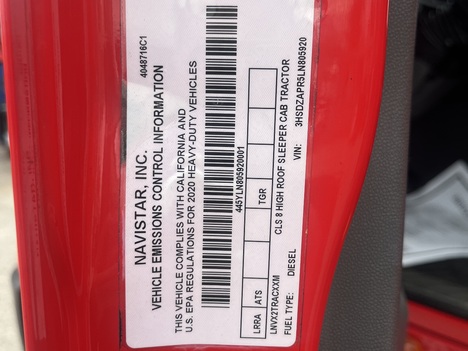 4048716C1
NAVISTAR, INC.
VEHICLE EMISSIONS CONTROL INFORMATION
THIS VEHICLE COMPLIES WITH CALIFORNIA AND
U.S. EPA REGULATIONS FOR 2020 HEAVY-DUTY VEHICLES
445YLN805920001
LRRA ATS TGR
LNVX2TRACXXM CLS 8 HIGH ROOF SLEEPER CAB TRACTOR
FUEL TYPE: DIESEL VIN: 3HSDZAPR5LN805920